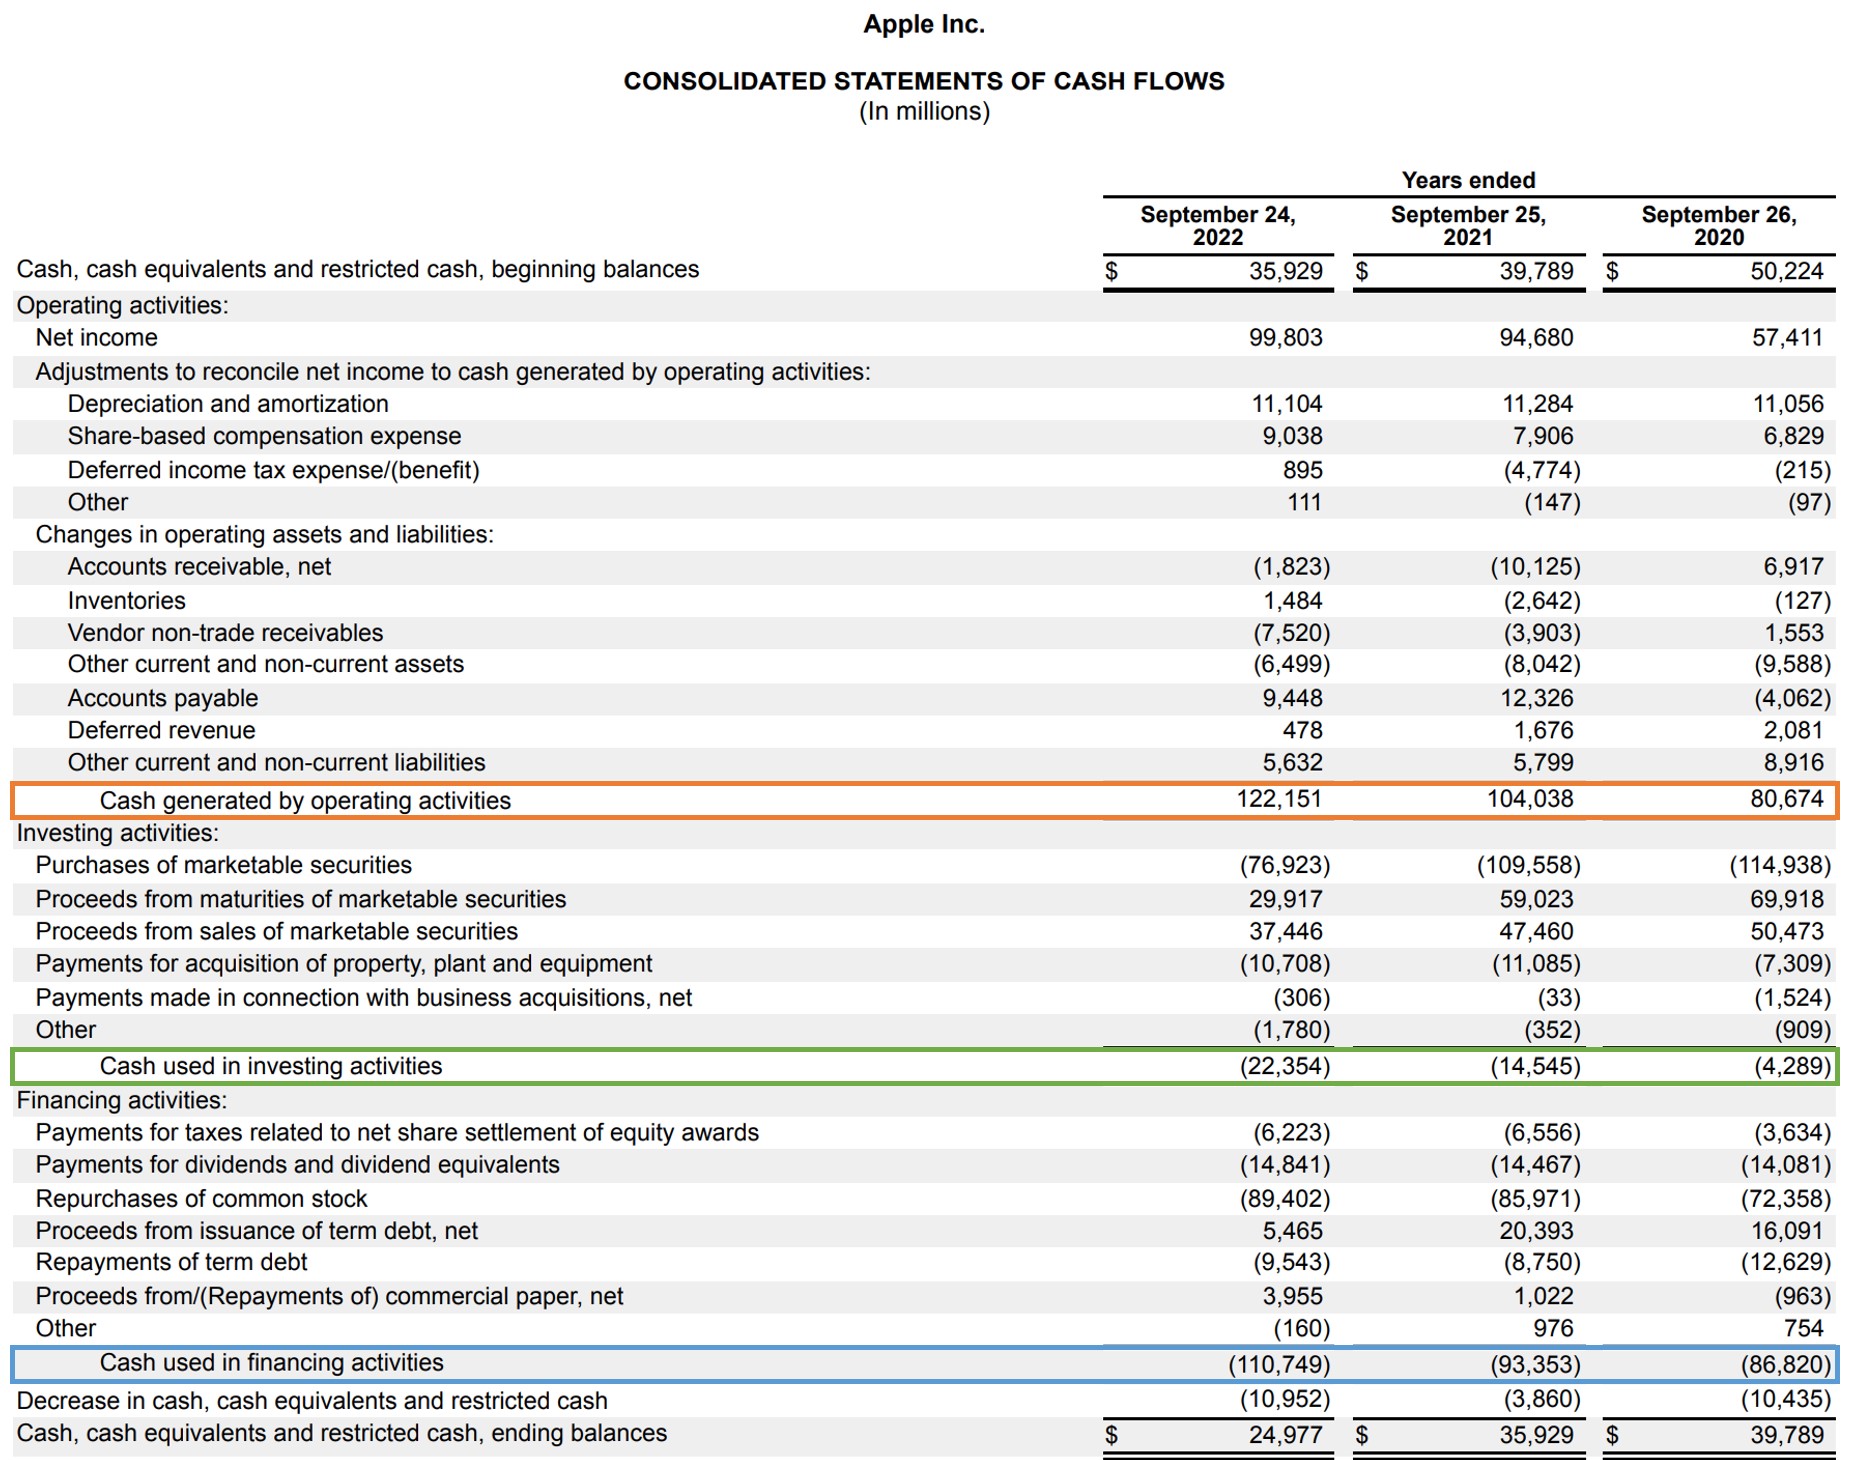 Apple Inc.
CONSOLIDATED STATEMENTS OF CASH FLOWS
(In millions)
Years ended
September 24, 2022 September 25, 2021 September 26, 2020
Cash, cash equivalents and restricted cash, beginning balances $ 35,929 $ 39,789 $ 50,224
Operating activities:
Net income 99,803 94,680 57,411
Adjustments to reconcile net income to cash generated by operating activities:
Depreciation and amortization 11,104 11,284 11,056
Share-based compensation expense 9,038 7,906 6,829
Deferred income tax expense/(benefit) 895 (4,774) (215)
Other 111 (147) (97)
Changes in operating assets and liabilities:
Accounts receivable, net (1,823) (10,125) 6,917
Inventories 1,484 (2,642) (127)
Vendor non-trade receivables (7,520) (3,903) 1,553
Other current and non-current assets (6,499) (8,042) (9,588)
Accounts payable 9,448 12,326 (4,062)
Deferred revenue 478 1,676 2,081
Other current and non-current liabilities 5,632 5,799 8,916
Cash generated by operating activities 122,151 104,038 80,674
Investing activities:
Purchases of marketable securities (76,923) (109,558) (114,938)
Proceeds from maturities of marketable securities 29,917 59,023 69,918
Proceeds from sales of marketable securities 37,446 47,460 50,473
Payments for acquisition of property, plant and equipment (10,708) (11,085) (7,309)
Payments made in connection with business acquisitions, net (306) (33) (1,524)
Other (1,780) (352) (909)
Cash used in investing activities (22,354) (14,545) (4,289)
Financing activities:
Payments for taxes related to net share settlement of equity awards (6,223) (6,556) (3,634)
Payments for dividends and dividend equivalents (14,841) (14,467) (14,081)
Repurchases of common stock (89,402) (85,971) (72,358)
Proceeds from issuance of term debt, net 5,465 20,393 16,091
Repayments of term debt (9,543) (8,750) (12,629)
Proceeds from/(Repayments of) commercial paper, net 3,955 1,022 (963)
Other (160) 976 754
Cash used in financing activities (110,749) (93,353) (86,820)
Decrease in cash, cash equivalents and restricted cash (10,952) (3,860) (10,435)
Cash, cash equivalents and restricted cash, ending balances $ 24,977 $ 35,929 $ 39,789